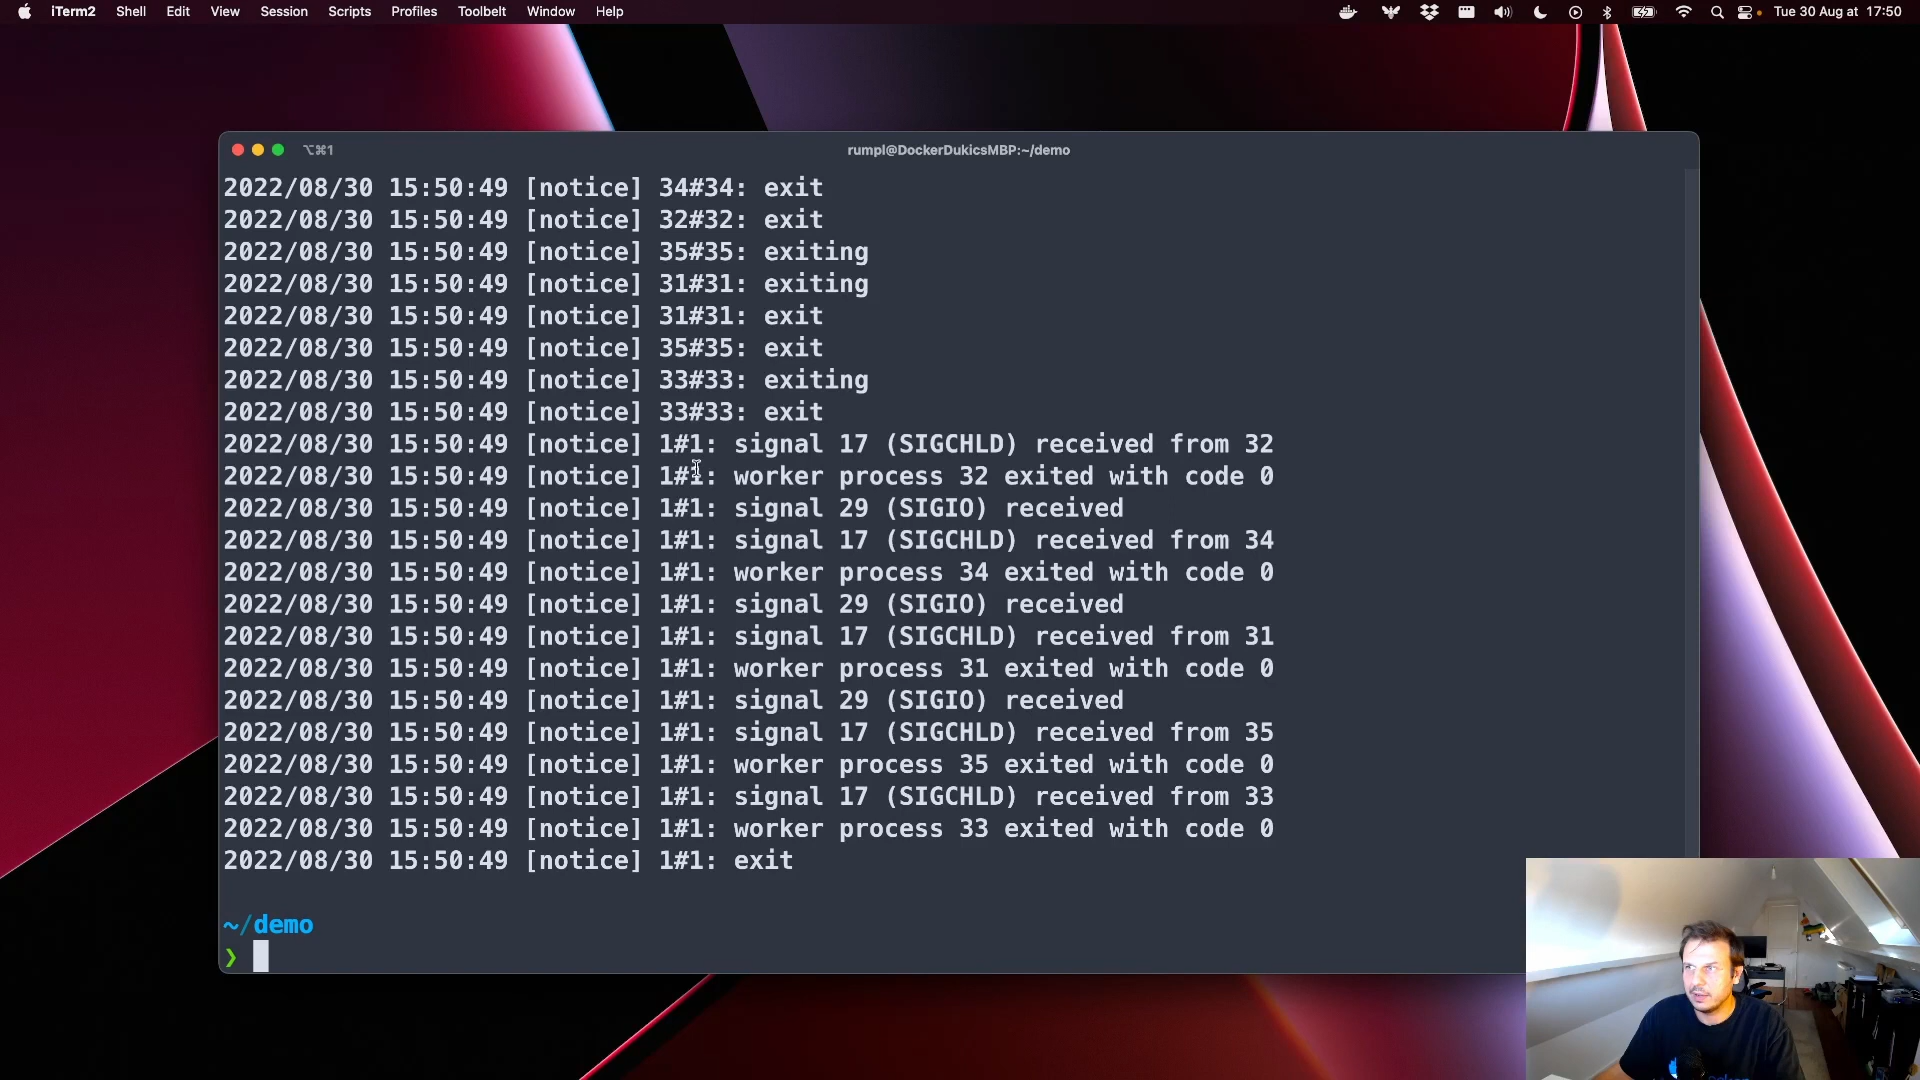 iTerm2 Shell Edit View Session Scripts Profiles Toolbelt Window Help Tue 30 Aug at 17:50
⌥⌘1 rumpl@DockerDukicsMBP:~/demo
2022/08/30 15:50:49 [notice] 34#34: exit
2022/08/30 15:50:49 [notice] 32#32: exit
2022/08/30 15:50:49 [notice] 35#35: exiting
2022/08/30 15:50:49 [notice] 31#31: exiting
2022/08/30 15:50:49 [notice] 31#31: exit
2022/08/30 15:50:49 [notice] 35#35: exit
2022/08/30 15:50:49 [notice] 33#33: exiting
2022/08/30 15:50:49 [notice] 33#33: exit
2022/08/30 15:50:49 [notice] 1#1: signal 17 (SIGCHLD) received from 32
2022/08/30 15:50:49 [notice] 1#1: worker process 32 exited with code 0
2022/08/30 15:50:49 [notice] 1#1: signal 29 (SIGIO) received
2022/08/30 15:50:49 [notice] 1#1: signal 17 (SIGCHLD) received from 34
2022/08/30 15:50:49 [notice] 1#1: worker process 34 exited with code 0
2022/08/30 15:50:49 [notice] 1#1: signal 29 (SIGIO) received
2022/08/30 15:50:49 [notice] 1#1: signal 17 (SIGCHLD) received from 31
2022/08/30 15:50:49 [notice] 1#1: worker process 31 exited with code 0
2022/08/30 15:50:49 [notice] 1#1: signal 29 (SIGIO) received
2022/08/30 15:50:49 [notice] 1#1: signal 17 (SIGCHLD) received from 35
2022/08/30 15:50:49 [notice] 1#1: worker process 35 exited with code 0
2022/08/30 15:50:49 [notice] 1#1: signal 17 (SIGCHLD) received from 33
2022/08/30 15:50:49 [notice] 1#1: worker process 33 exited with code 0
2022/08/30 15:50:49 [notice] 1#1: exit
~/demo
❯